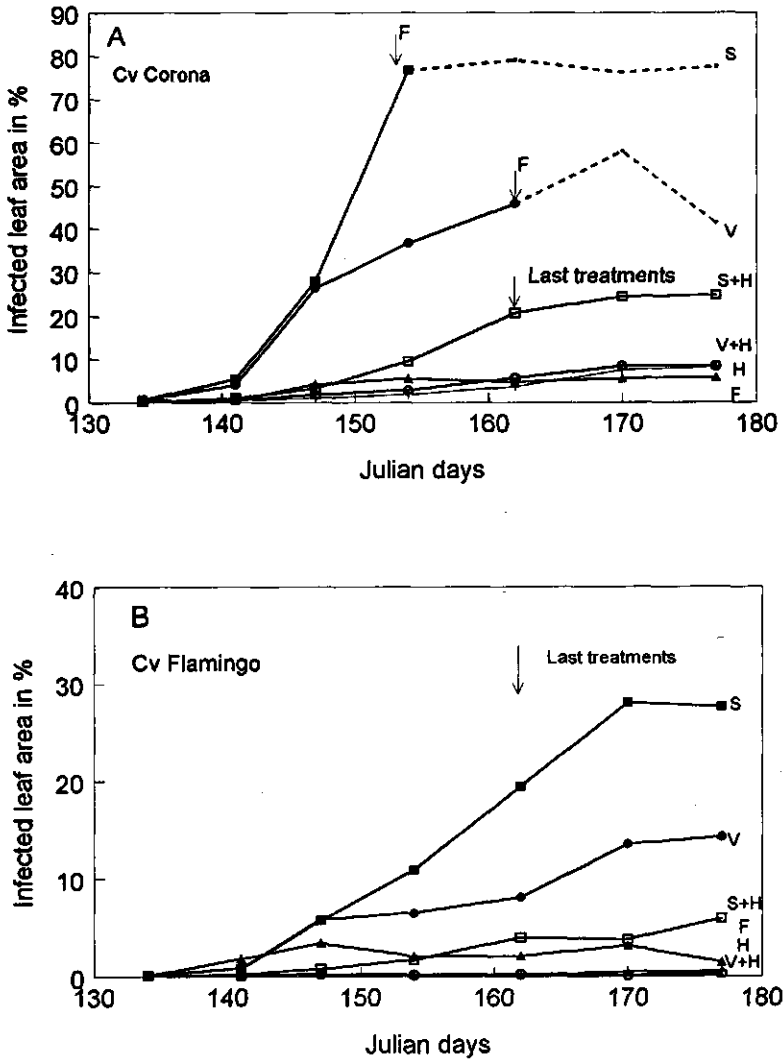 A
Cv Corona
Infected leaf area in %
90
80
70
60
50
40
30
20
10
0
F
F
Last treatments
S
V
S+H
V+H
H
F
130 140 150 160 170 180
Julian days
B
Cv Flamingo
Infected leaf area in %
40
30
20
10
0
Last treatments
S
V
S+H
F
H
V+H
130 140 150 160 170 180
Julian days